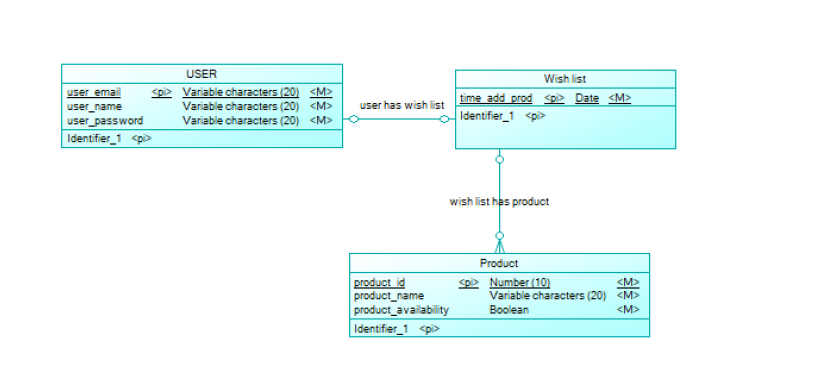 USER
user_email <pi> Variable characters (20) <M>
user_name Variable characters (20) <M>
user_password Variable characters (20) <M>
Identifier_1 <pi>
user has wish list
Wish list
time_add_prod <pi> Date <M>
Identifier_1 <pi>
wish list has product
Product
product_id <pi> Number (10) <M>
product_name Variable characters (20) <M>
product_availability Boolean <M>
Identifier_1 <pi>